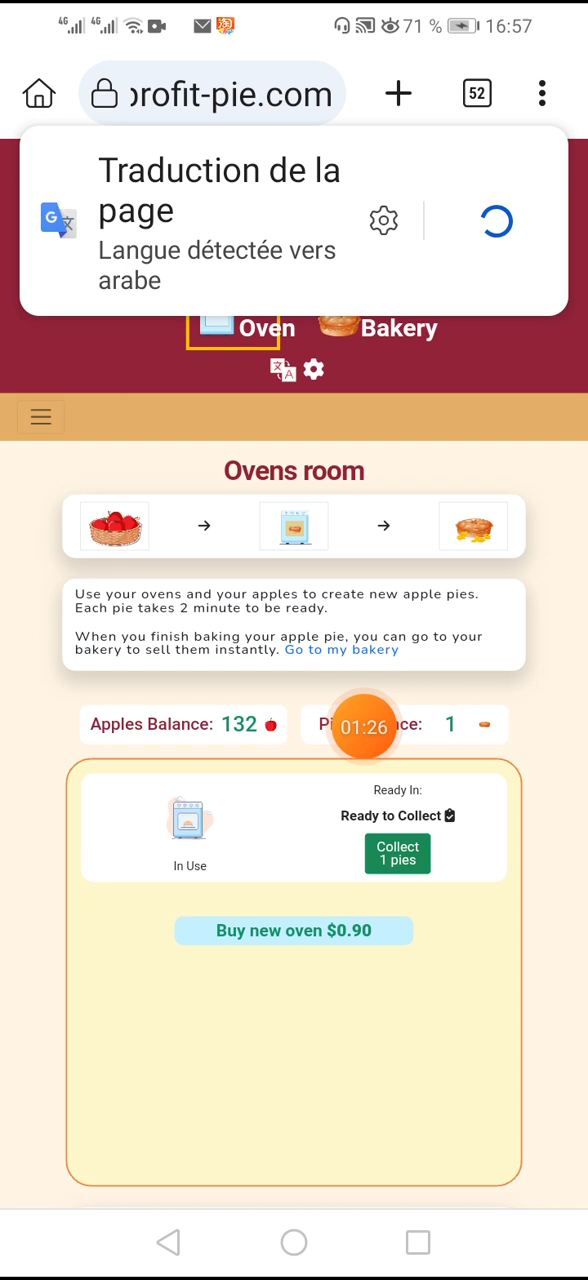 4G 4G 71 % 16:57
profit-pie.com 52
Traduction de la
page
Langue détectée vers
arabe
Oven Bakery
Ovens room
Use your ovens and your apples to create new apple pies.
Each pie takes 2 minute to be ready.
When you finish baking your apple pie, you can go to your
bakery to sell them instantly. Go to my bakery
Apples Balance: 132 1
01:26
Ready In:
Ready to Collect
Collect
1 pies
In Use
Buy new oven $0.90